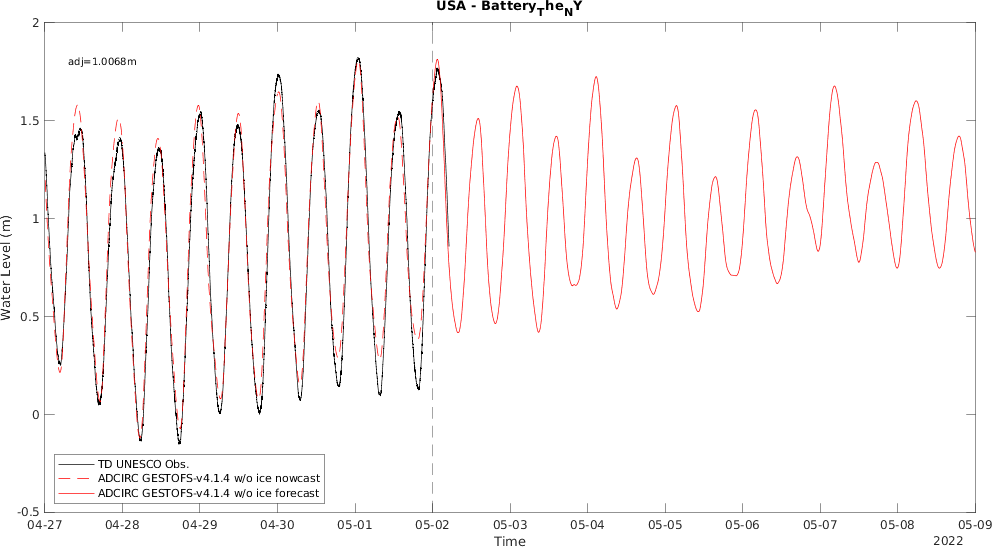 USA - BatteryTheNY
adj=1.0068m
2
1.5
1
0.5
0
-0.5
Water Level (m)
TD UNESCO Obs.
ADCIRC GESTOFS-v4.1.4 w/o ice nowcast
ADCIRC GESTOFS-v4.1.4 w/o ice forecast
04-27 04-28 04-29 04-30 05-01 05-02 05-03 05-04 05-05 05-06 05-07 05-08 05-09
Time
2022